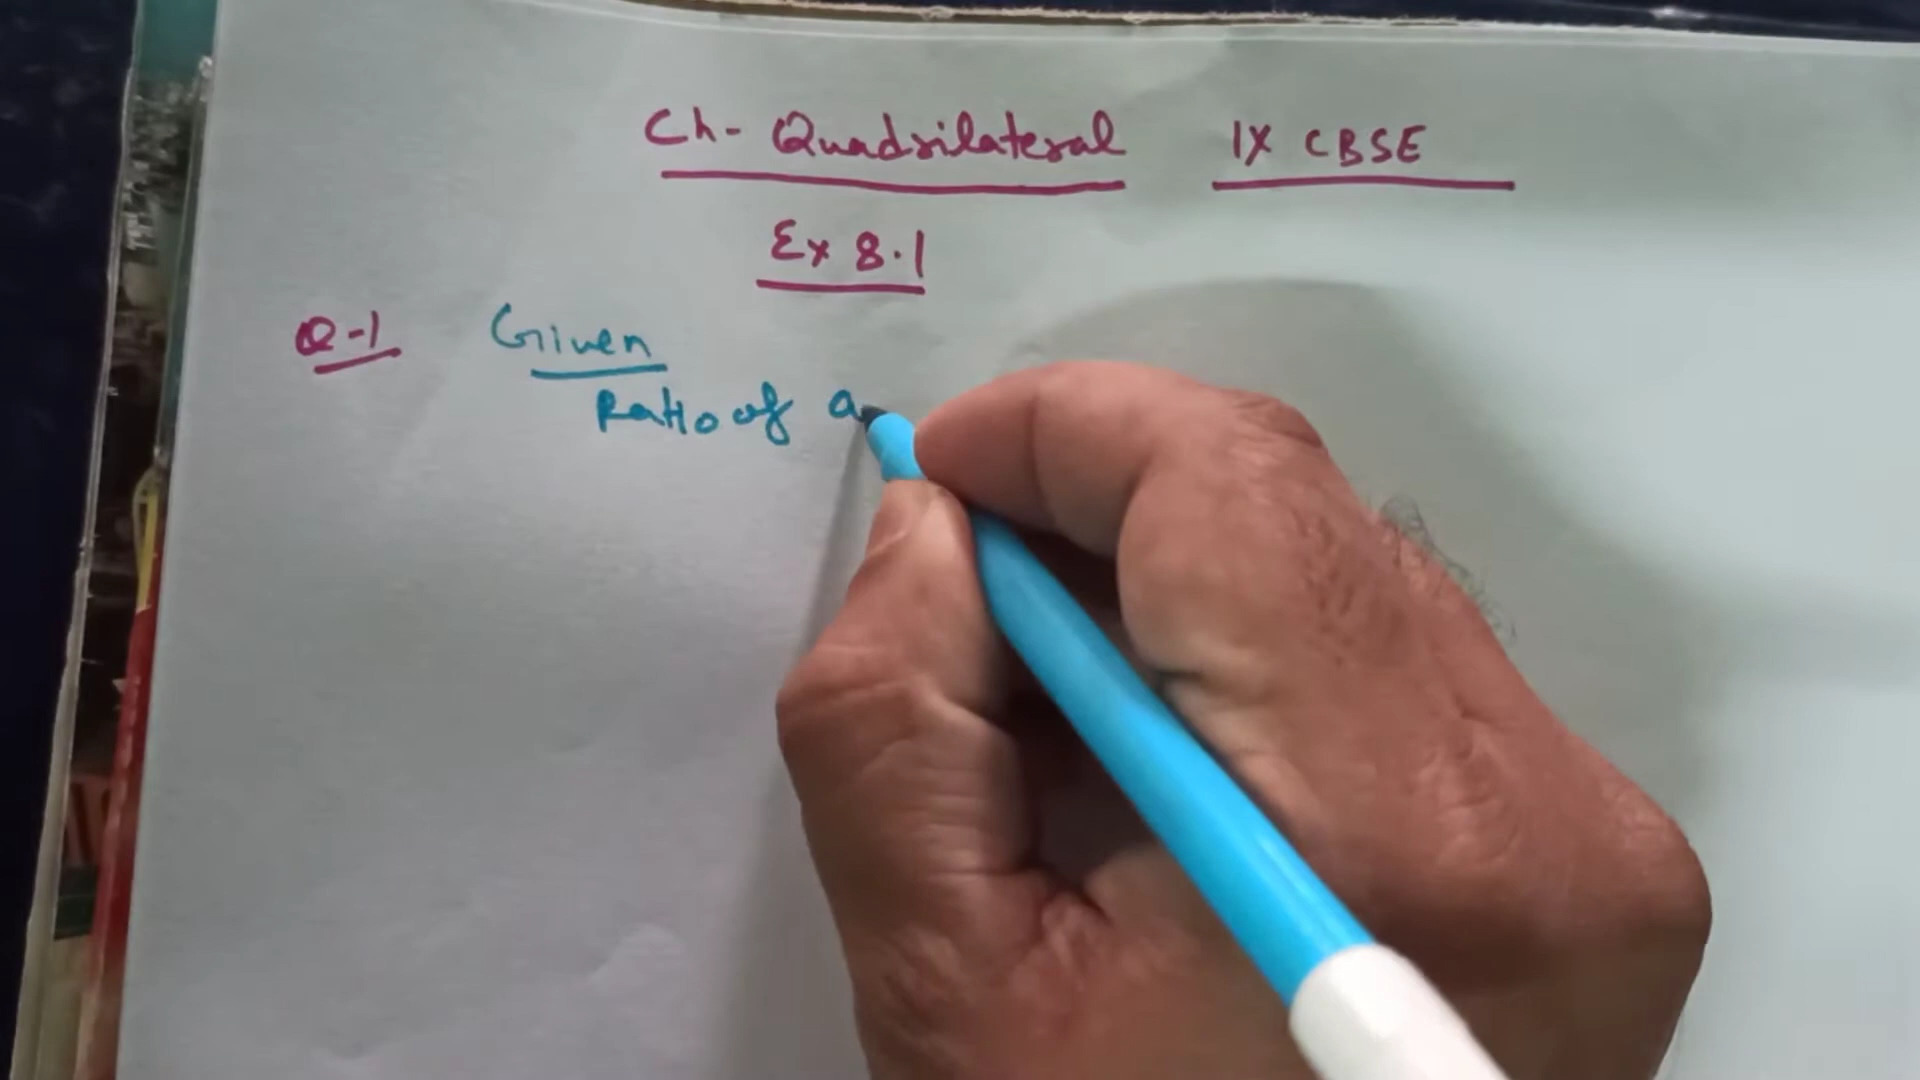 Ch- Quadrilateral IX CBSE
Ex 8.1
Q-1 Given
Ratio of a